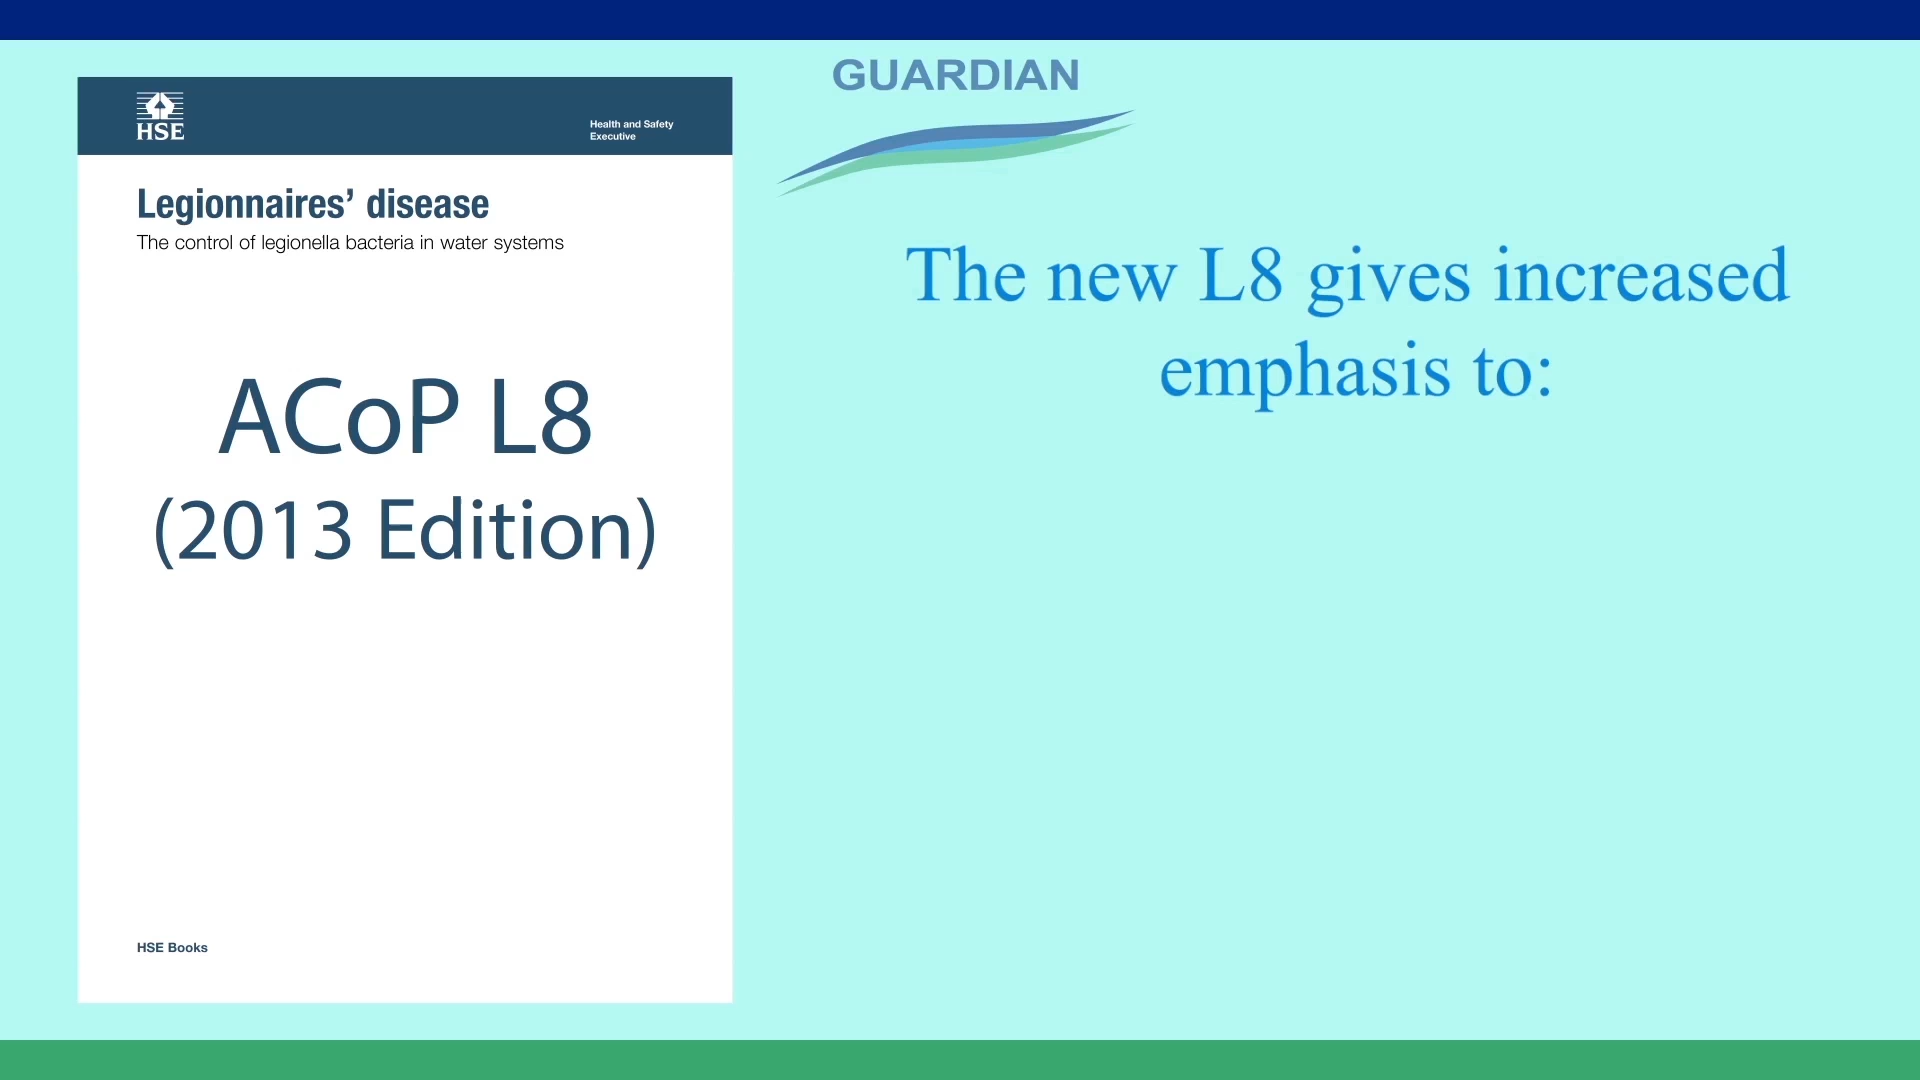 HSE
Health and Safety
Executive
Legionnaires’ disease
The control of legionella bacteria in water systems
ACoP L8
(2013 Edition)
HSE Books
GUARDIAN
The new L8 gives increased
emphasis to: